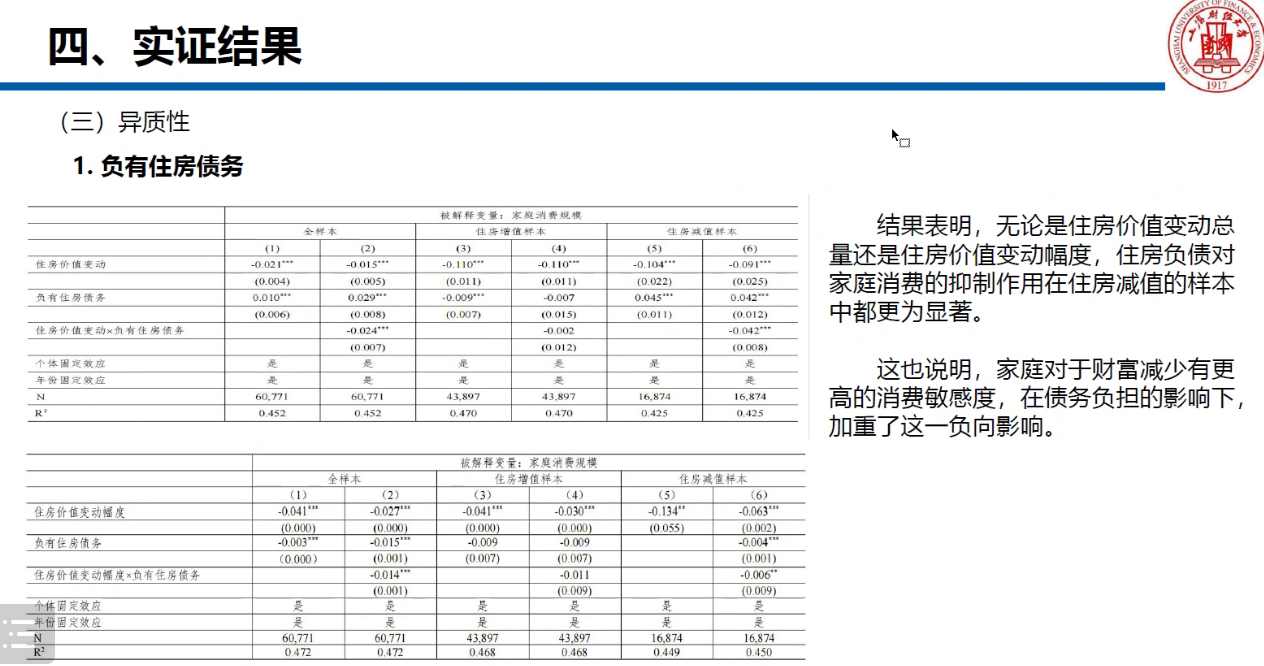 四、实证结果
SHANGHAI UNIVERSITY OF FINANCE & ECONOMICS
1917
（三）异质性
1. 负有住房债务
被解释变量：家庭消费规模
全样本 住房增值样本 住房减值样本
(1) (2) (3) (4) (5) (6)
住房价值变动 -0.021*** -0.015*** -0.110*** -0.110*** -0.104*** -0.091***
(0.004) (0.005) (0.011) (0.011) (0.022) (0.025)
负有住房债务 0.010*** 0.029*** -0.009*** -0.007 0.045*** 0.042***
(0.006) (0.008) (0.007) (0.015) (0.011) (0.012)
住房价值变动×负有住房债务 -0.024*** -0.002 -0.042***
(0.007) (0.012) (0.008)
个体固定效应 是 是 是 是 是 是
年份固定效应 是 是 是 是 是 是
N 60,771 60,771 43,897 43,897 16,874 16,874
R² 0.452 0.452 0.470 0.470 0.425 0.425
被解释变量：家庭消费规模
全样本 住房增值样本 住房减值样本
（1） （2） （3） （4） （5） （6）
住房价值变动幅度 -0.041*** -0.027*** -0.041*** -0.030*** -0.134** -0.063***
(0.000) (0.000) (0.000) (0.000) (0.055) (0.002)
负有住房债务 -0.003*** -0.015*** -0.009 -0.009 -0.004***
（0.000） (0.001) (0.007) (0.007) (0.001)
住房价值变动幅度×负有住房债务 -0.014*** -0.011 -0.006**
(0.001) (0.009) (0.009)
个体固定效应 是 是 是 是 是 是
年份固定效应 是 是 是 是 是 是
N 60,771 60,771 43,897 43,897 16,874 16,874
R² 0.472 0.472 0.468 0.468 0.449 0.450
结果表明，无论是住房价值变动总
量还是住房价值变动幅度，住房负债对
家庭消费的抑制作用在住房减值的样本
中都更为显著。
这也说明，家庭对于财富减少有更
高的消费敏感度，在债务负担的影响下，
加重了这一负向影响。